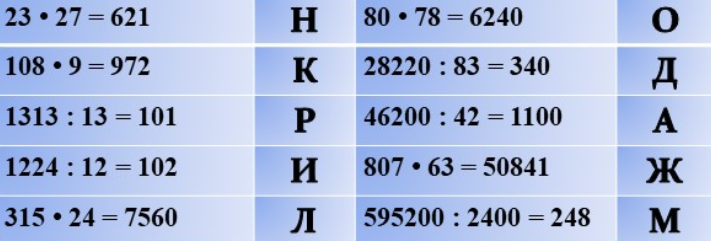 23 • 27 = 621 Н 80 • 78 = 6240 О
108 • 9 = 972 К 28220 : 83 = 340 Д
1313 : 13 = 101 Р 46200 : 42 = 1100 А
1224 : 12 = 102 И 807 • 63 = 50841 Ж
315 • 24 = 7560 Л 595200 : 2400 = 248 М